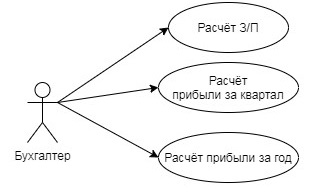 Расчёт З/П
Расчёт
прибыли за квартал
Бухгалтер
Расчёт прибыли за год